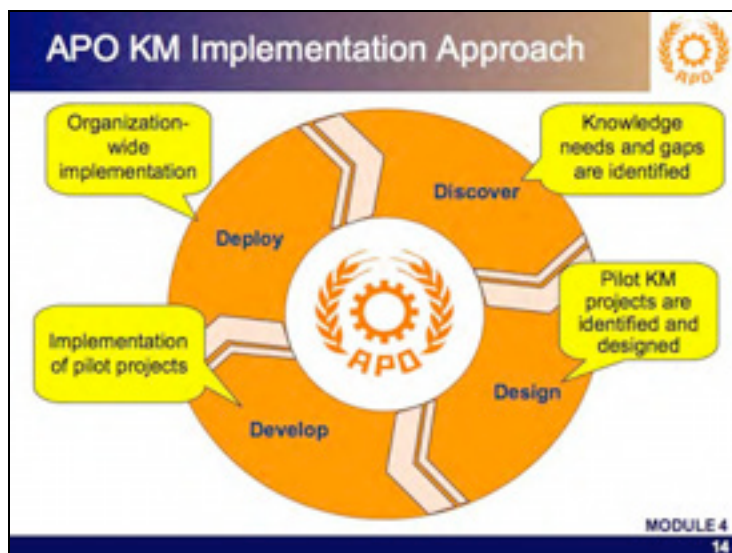 APO KM Implementation Approach
APO
Organization-
wide
implementation
Knowledge
needs and gaps
are identified
Discover
Deploy
Pilot KM
projects are
identified and
designed
Implementation
of pilot projects
APO
Design
Develop
MODULE 4
14